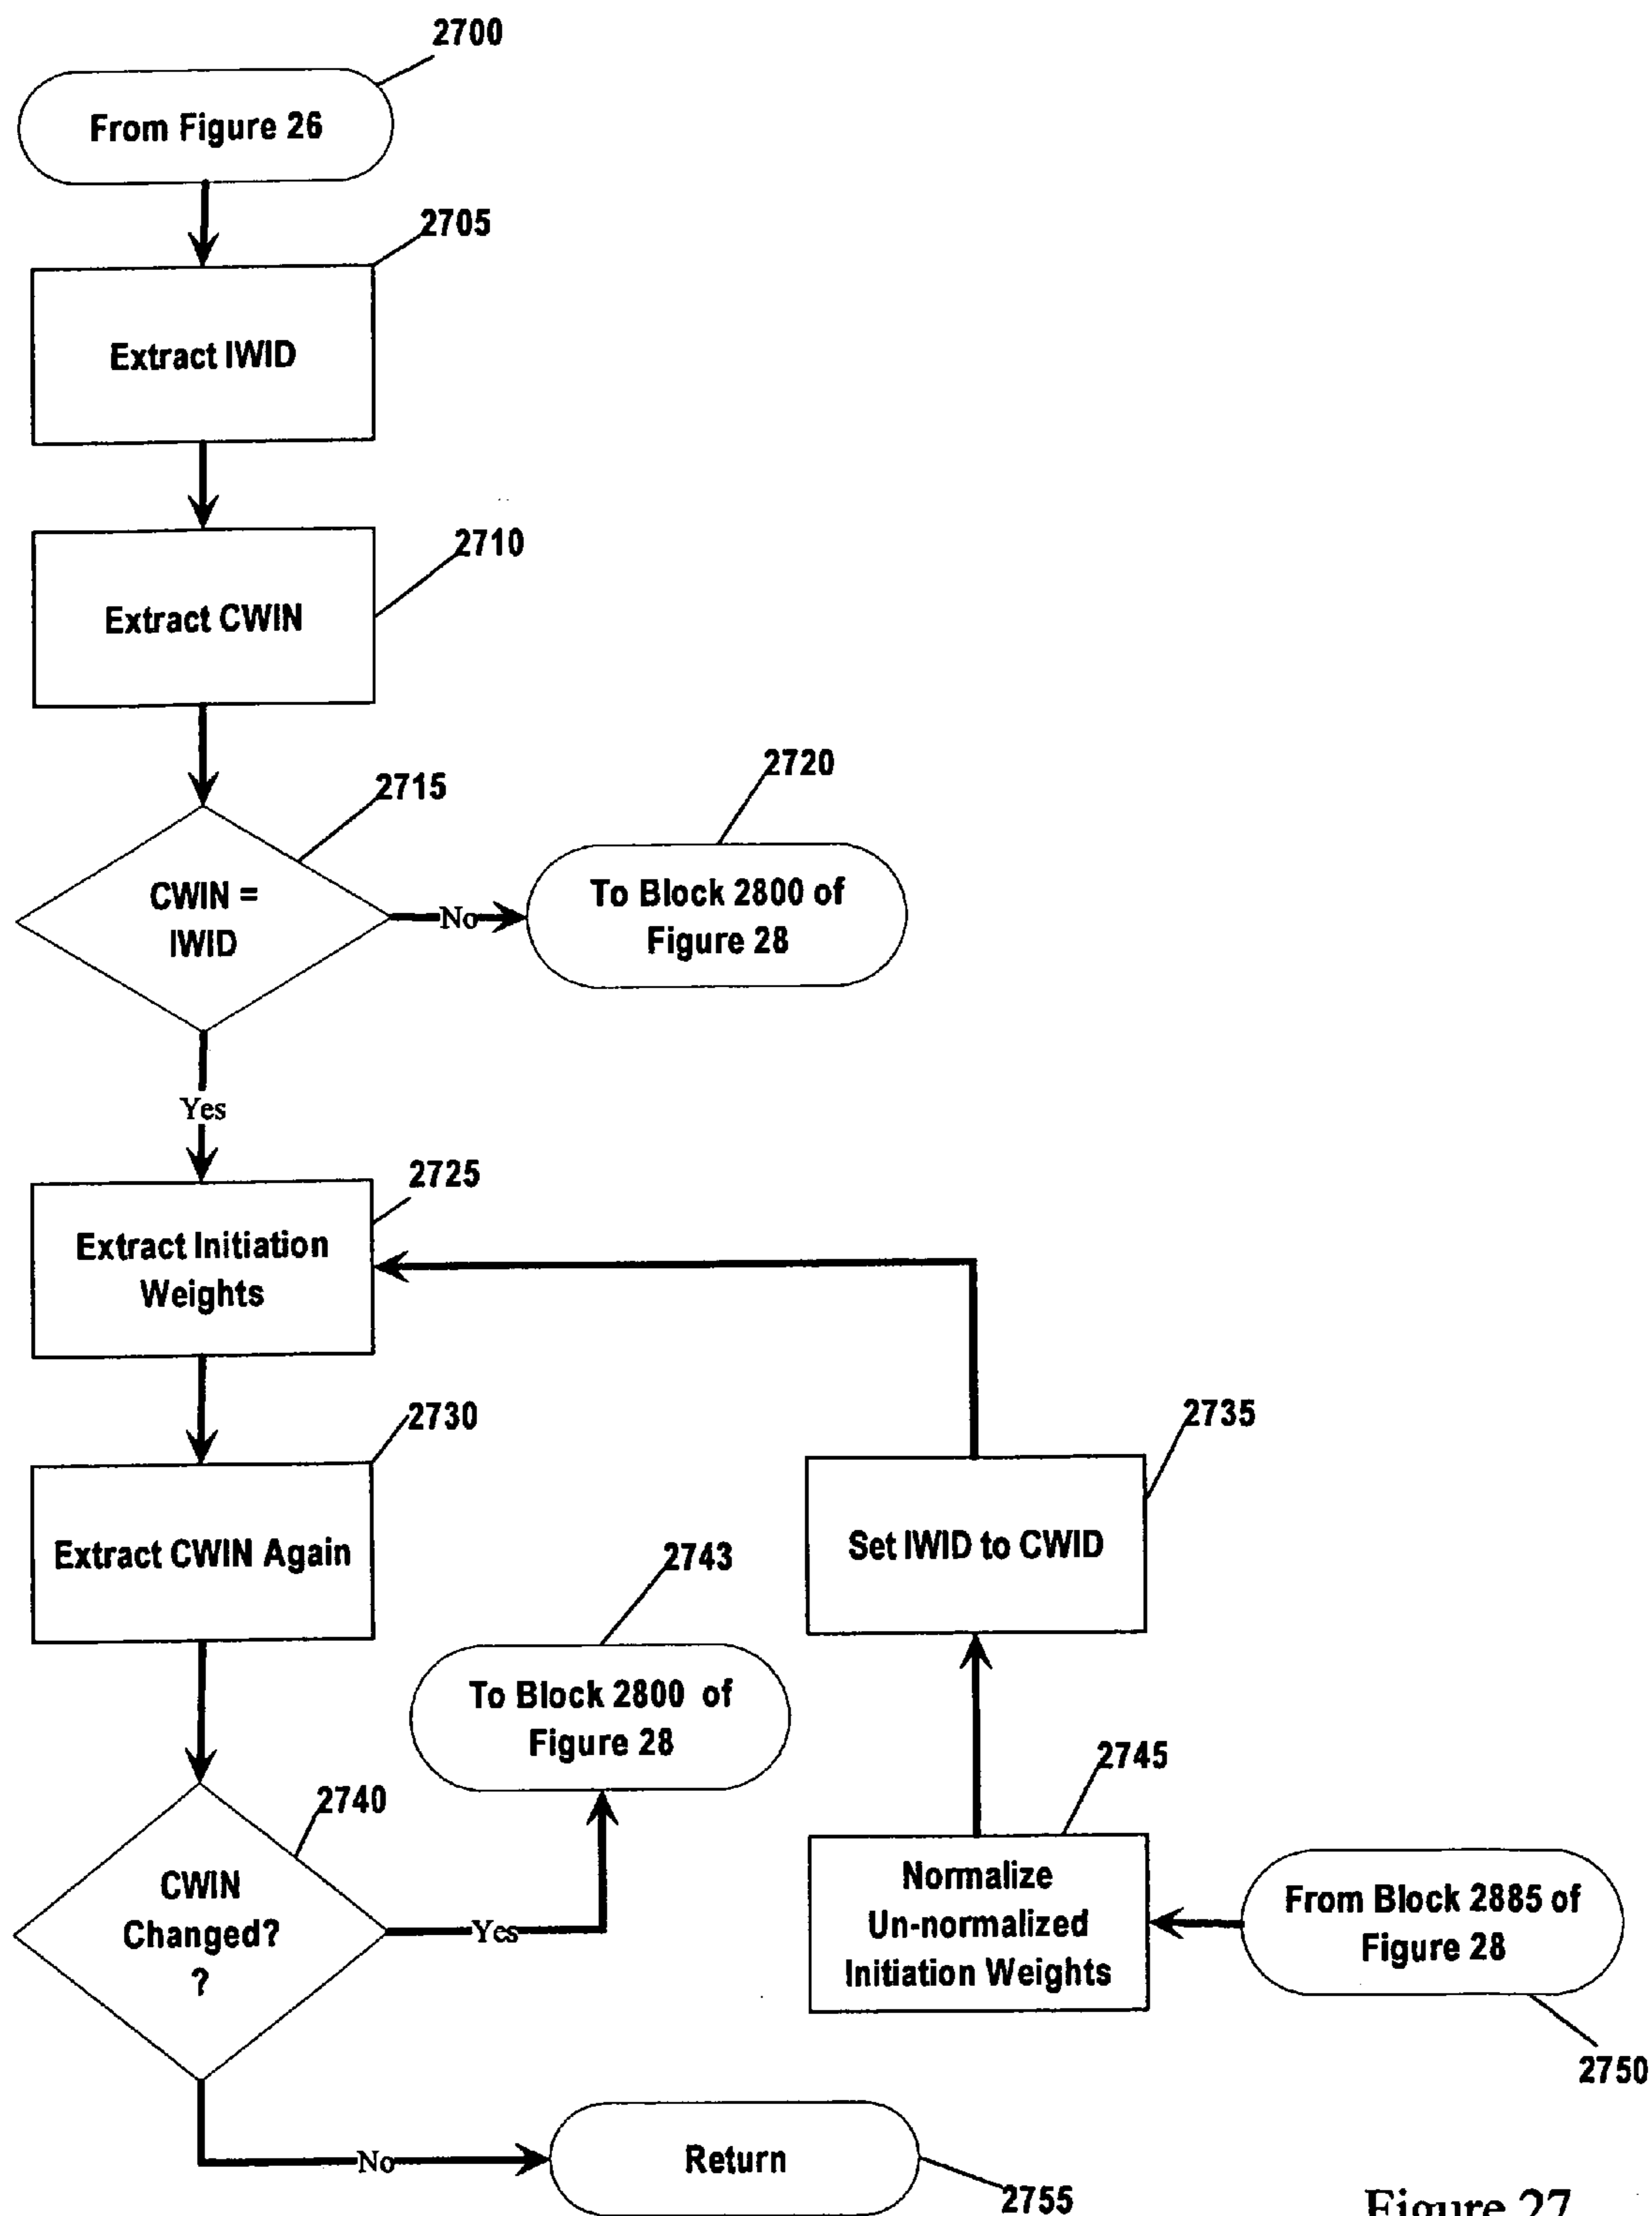 2700
From Figure 26
2705
Extract IWID
2710
Extract CWIN
2715
CWIN =
IWID
No
2720
To Block 2800 of
Figure 28
Yes
2725
Extract Initiation
Weights
2730
Extract CWIN Again
2735
Set IWID to CWID
2743
To Block 2800 of
Figure 28
2740
CWIN
Changed?
?
Yes
2745
Normalize
Un-normalized
Initiation Weights
From Block 2885 of
Figure 28
2750
No
Return
2755
Figure 27